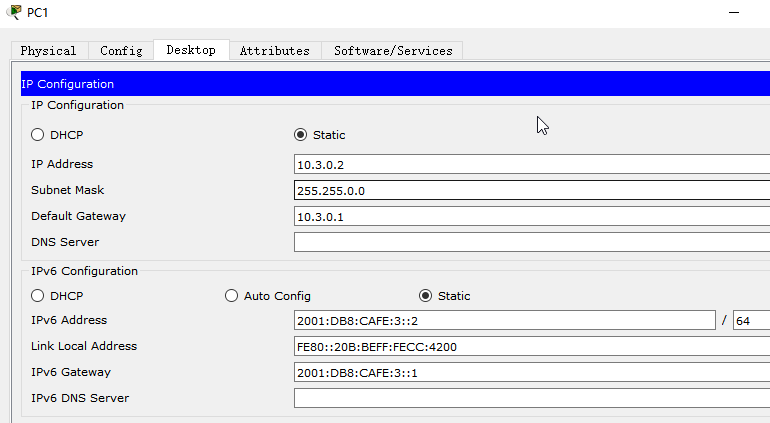 PC1
Physical Config Desktop Attributes Software/Services
IP Configuration
IP Configuration
DHCP Static
IP Address 10.3.0.2
Subnet Mask 255.255.0.0
Default Gateway 10.3.0.1
DNS Server
IPv6 Configuration
DHCP Auto Config Static
IPv6 Address 2001:DB8:CAFE:3::2 / 64
Link Local Address FE80::20B:BEFF:FECC:4200
IPv6 Gateway 2001:DB8:CAFE:3::1
IPv6 DNS Server